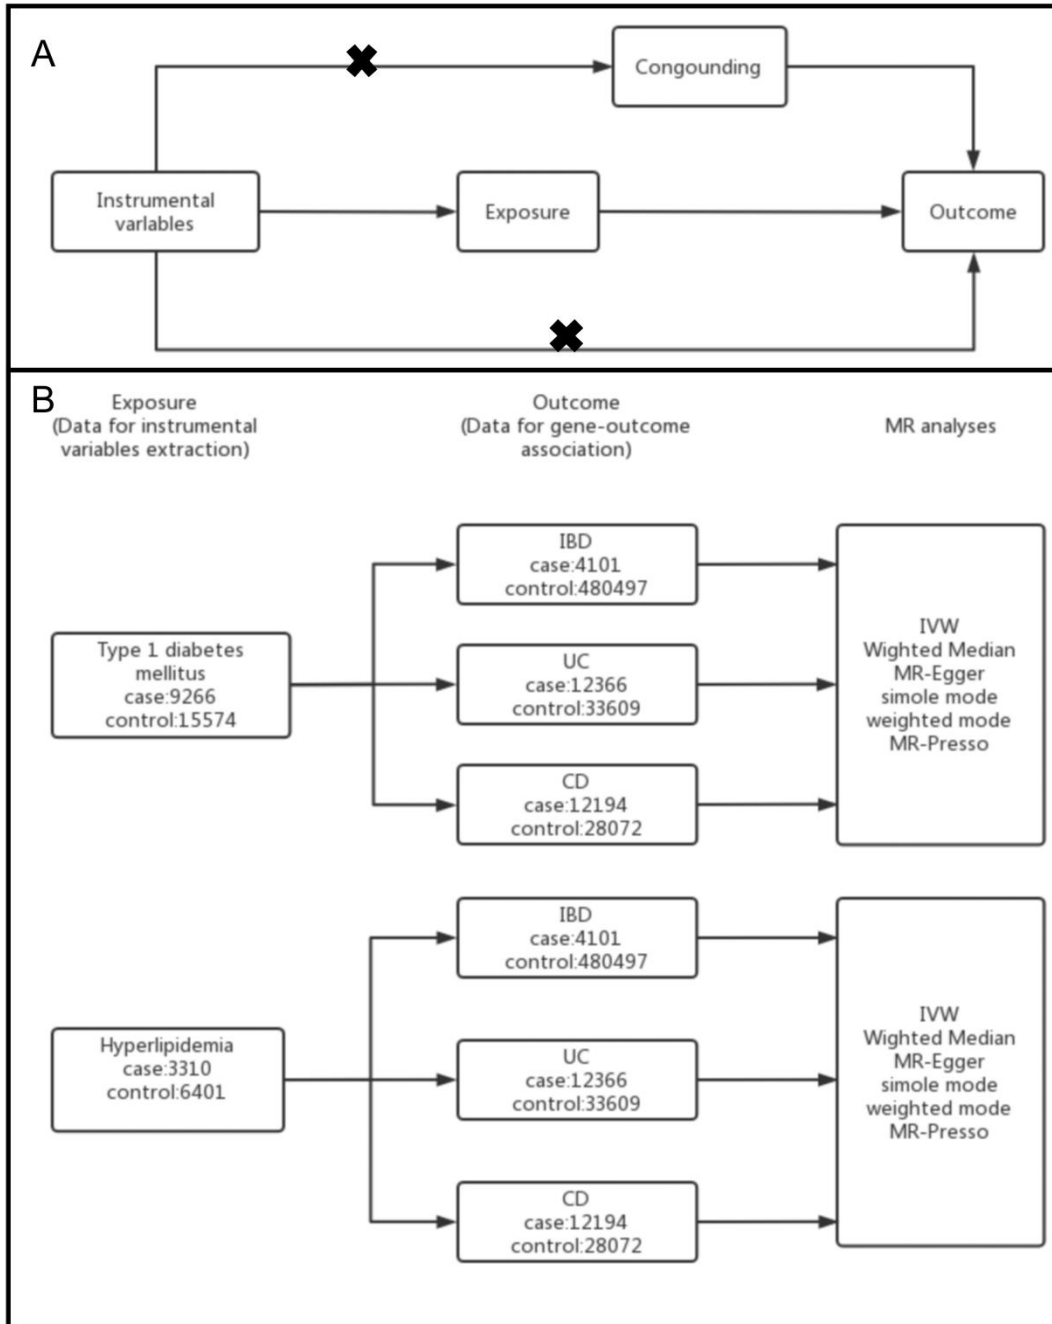 A
Congounding
Instrumental
varlables
Exposure
Outcome
B
Exposure
(Data for instrumental
variables extraction)
Outcome
(Data for gene-outcome
association)
MR analyses
Type 1 diabetes
mellitus
case:9266
control:15574
IBD
case:4101
control:480497
UC
case:12366
control:33609
CD
case:12194
control:28072
IVW
Wighted Median
MR-Egger
simole mode
weighted mode
MR-Presso
Hyperlipidemia
case:3310
control:6401
IBD
case:4101
control:480497
UC
case:12366
control:33609
CD
case:12194
control:28072
IVW
Wighted Median
MR-Egger
simole mode
weighted mode
MR-Presso